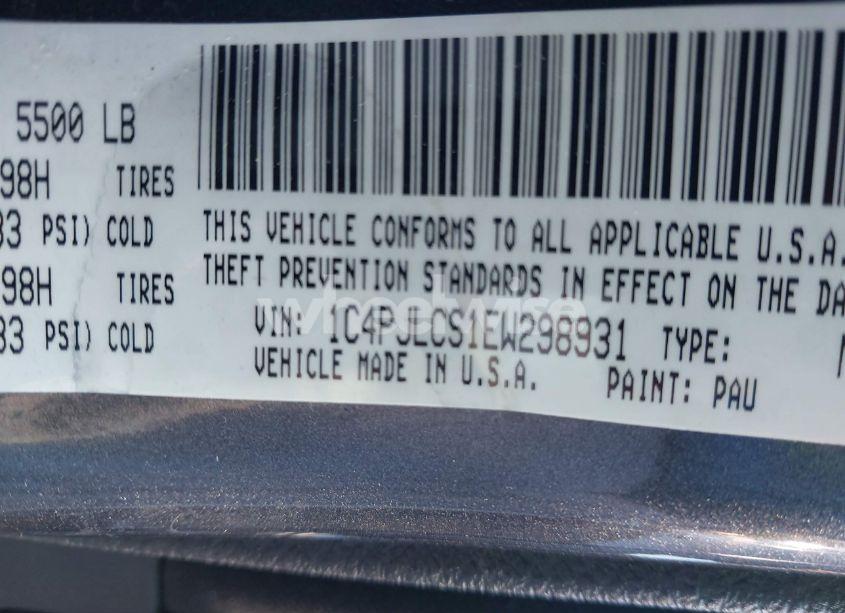 5500 LB
98H TIRES
33 PSI) COLD
98H TIRES
33 PSI) COLD
THIS VEHICLE CONFORMS TO ALL APPLICABLE U.S.A.
THEFT PREVENTION STANDARDS IN EFFECT ON THE DA
wheelwise
VIN: 1C4PJLCS1EW298931 TYPE:
VEHICLE MADE IN U.S.A. PAINT: PAU